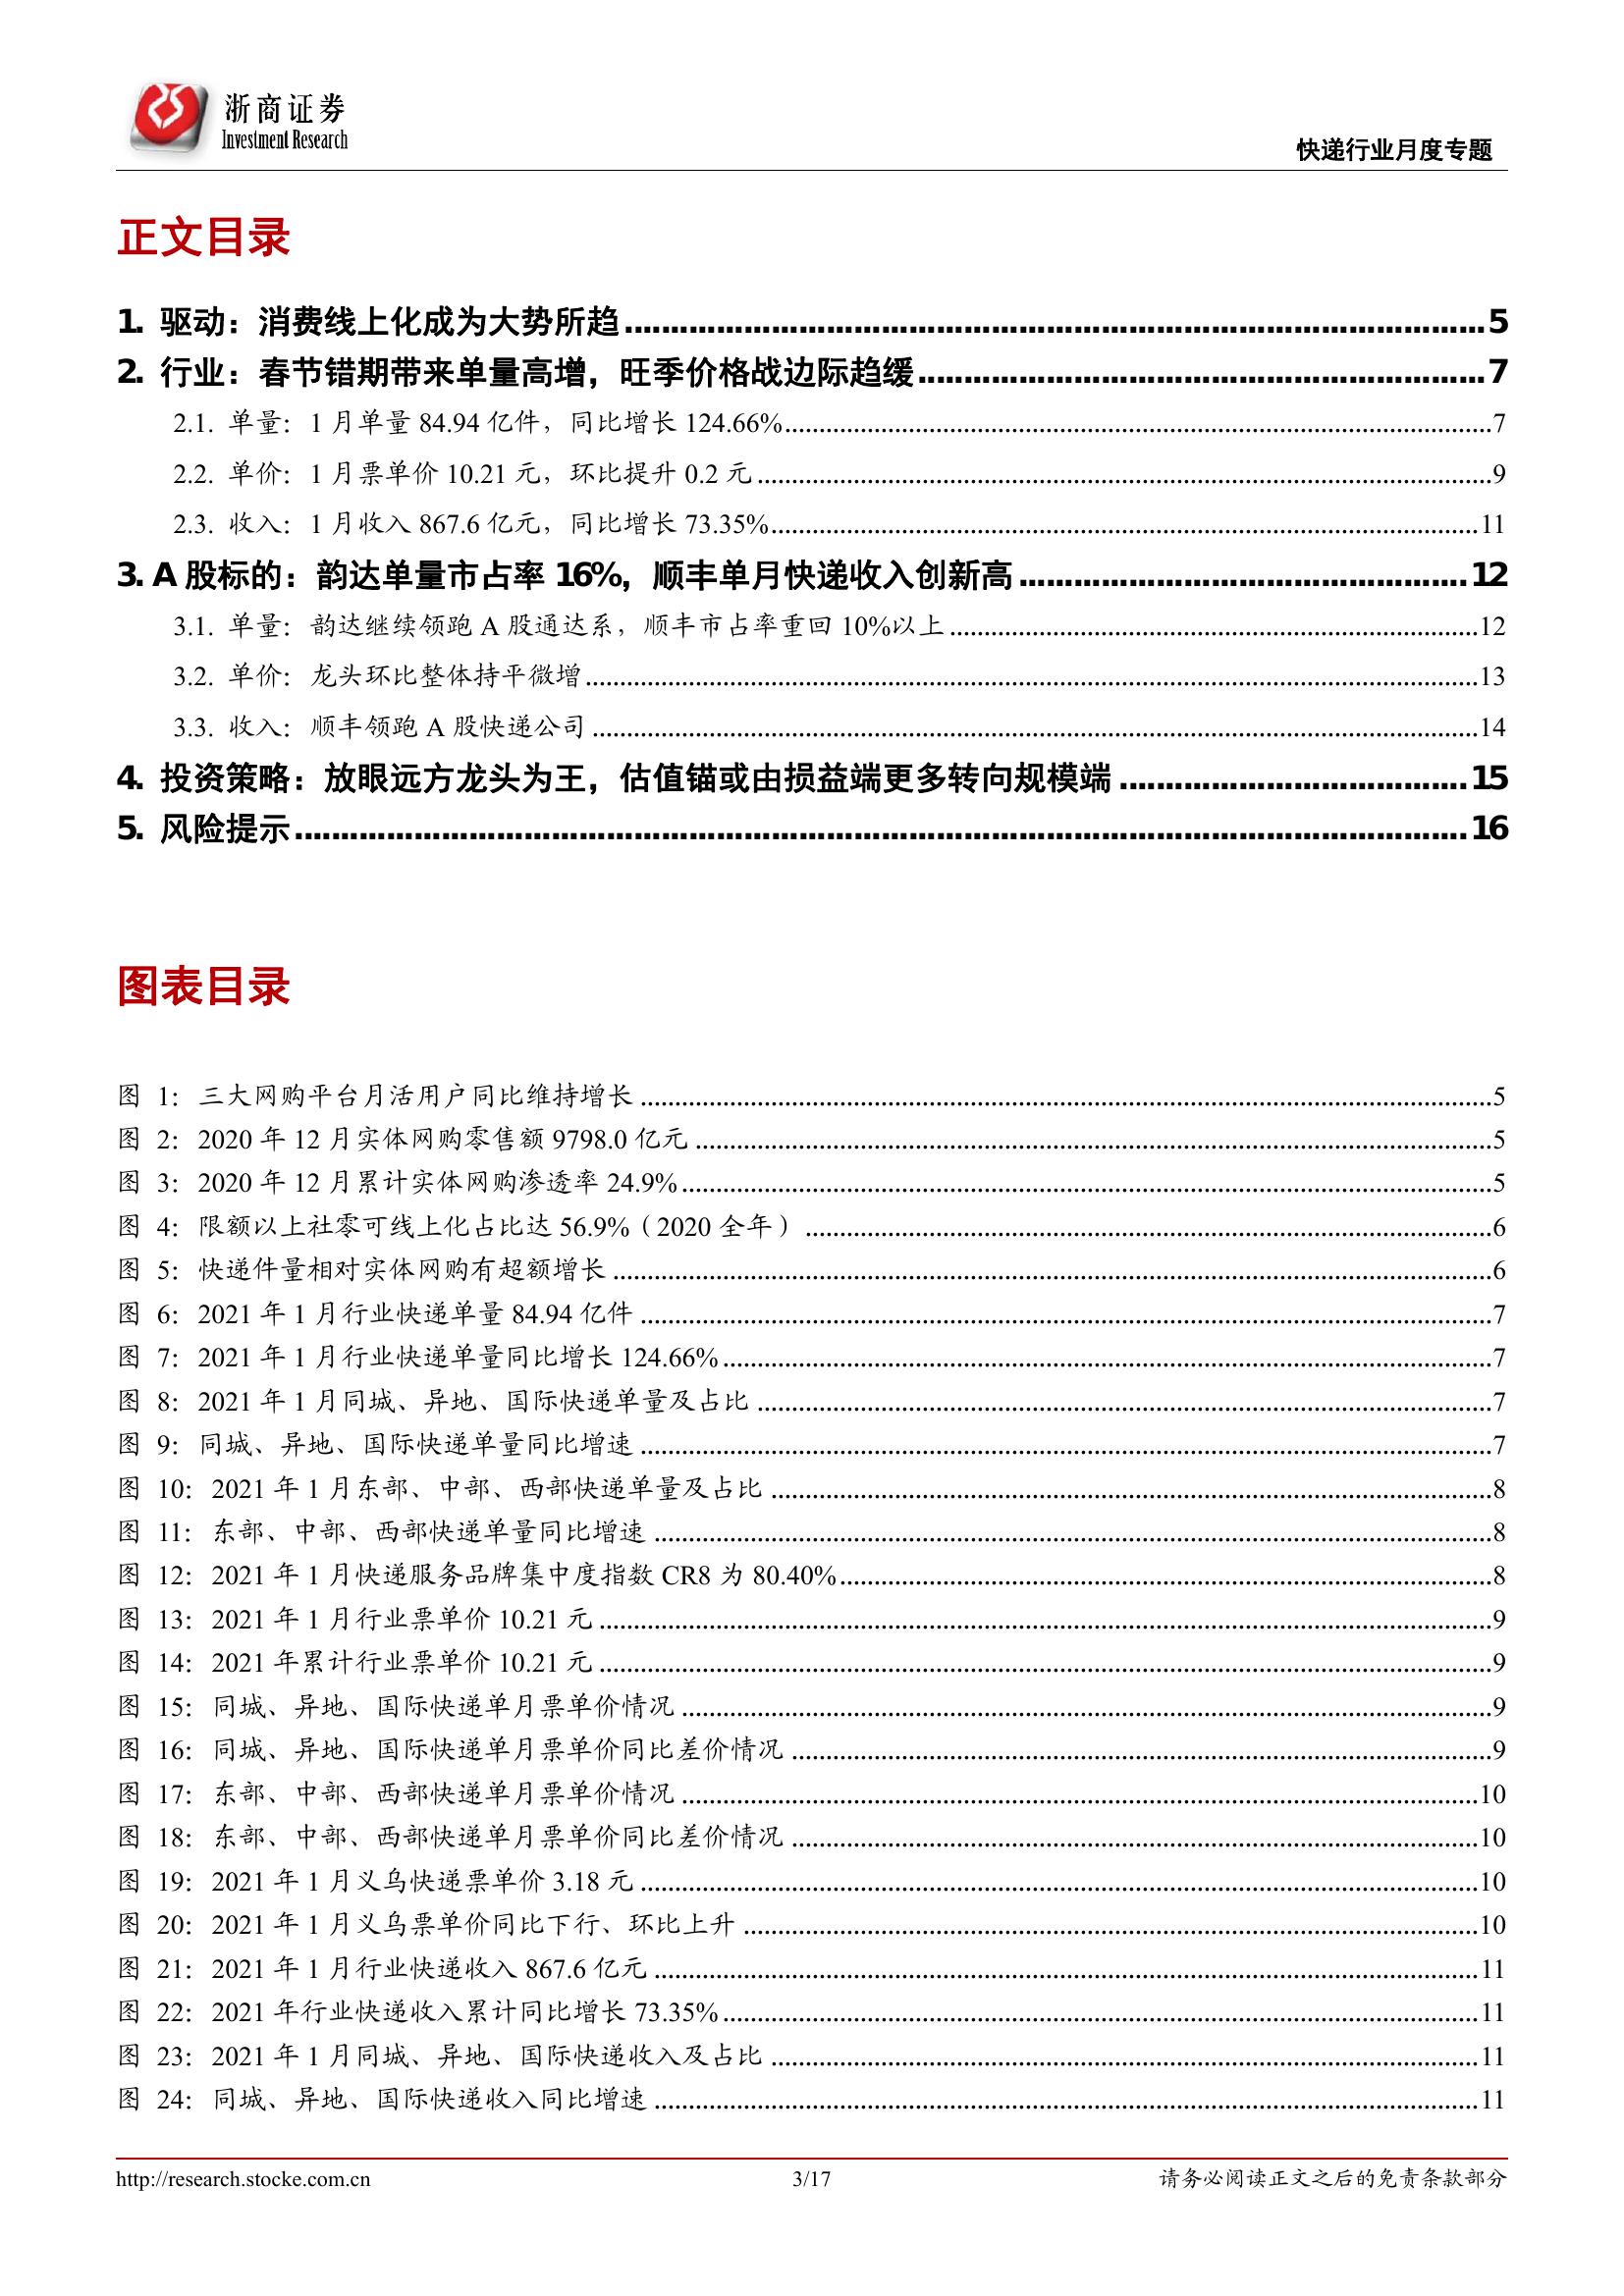 浙商证券
Investment Research
快递行业月度专题
正文目录
1. 驱动：消费线上化成为大势所趋 5
2. 行业：春节错期带来单量高增，旺季价格战边际趋缓 7
2.1. 单量：1 月单量 84.94 亿件，同比增长 124.66% 7
2.2. 单价：1 月票单价 10.21 元，环比提升 0.2 元 9
2.3. 收入：1 月收入 867.6 亿元，同比增长 73.35% 11
3. A 股标的：韵达单量市占率 16%，顺丰单月快递收入创新高 12
3.1. 单量：韵达继续领跑 A 股通达系，顺丰市占率重回 10%以上 12
3.2. 单价：龙头环比整体持平微增 13
3.3. 收入：顺丰领跑 A 股快递公司 14
4. 投资策略：放眼远方龙头为王，估值锚或由损益端更多转向规模端 15
5. 风险提示 16
图表目录
图 1：三大网购平台月活用户同比维持增长 5
图 2：2020 年 12 月实体网购零售额 9798.0 亿元 5
图 3：2020 年 12 月累计实体网购渗透率 24.9% 5
图 4：限额以上社零可线上化占比达 56.9%（2020 全年） 6
图 5：快递件量相对实体网购有超额增长 6
图 6：2021 年 1 月行业快递单量 84.94 亿件 7
图 7：2021 年 1 月行业快递单量同比增长 124.66% 7
图 8：2021 年 1 月同城、异地、国际快递单量及占比 7
图 9：同城、异地、国际快递单量同比增速 7
图 10：2021 年 1 月东部、中部、西部快递单量及占比 8
图 11：东部、中部、西部快递单量同比增速 8
图 12：2021 年 1 月快递服务品牌集中度指数 CR8 为 80.40% 8
图 13：2021 年 1 月行业票单价 10.21 元 9
图 14：2021 年累计行业票单价 10.21 元 9
图 15：同城、异地、国际快递单月票单价情况 9
图 16：同城、异地、国际快递单月票单价同比差价情况 9
图 17：东部、中部、西部快递单月票单价情况 10
图 18：东部、中部、西部快递单月票单价同比差价情况 10
图 19：2021 年 1 月义乌快递票单价 3.18 元 10
图 20：2021 年 1 月义乌票单价同比下行、环比上升 10
图 21：2021 年 1 月行业快递收入 867.6 亿元 11
图 22：2021 年行业快递收入累计同比增长 73.35% 11
图 23：2021 年 1 月同城、异地、国际快递收入及占比 11
图 24：同城、异地、国际快递收入同比增速 11
http://research.stocke.com.cn 3/17 请务必阅读正文之后的免责条款部分